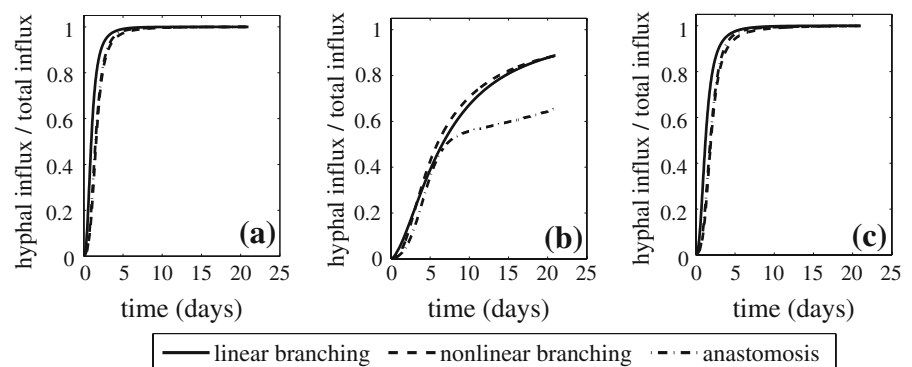 hyphal influx / total influx
1
0.8
0.6
0.4
0.2
0
0 5 10 15 20 25
time (days)
(a)
hyphal influx / total influx
1
0.8
0.6
0.4
0.2
0
0 5 10 15 20 25
time (days)
(b)
hyphal influx / total influx
1
0.8
0.6
0.4
0.2
0
0 5 10 15 20 25
time (days)
(c)
linear branching nonlinear branching anastomosis